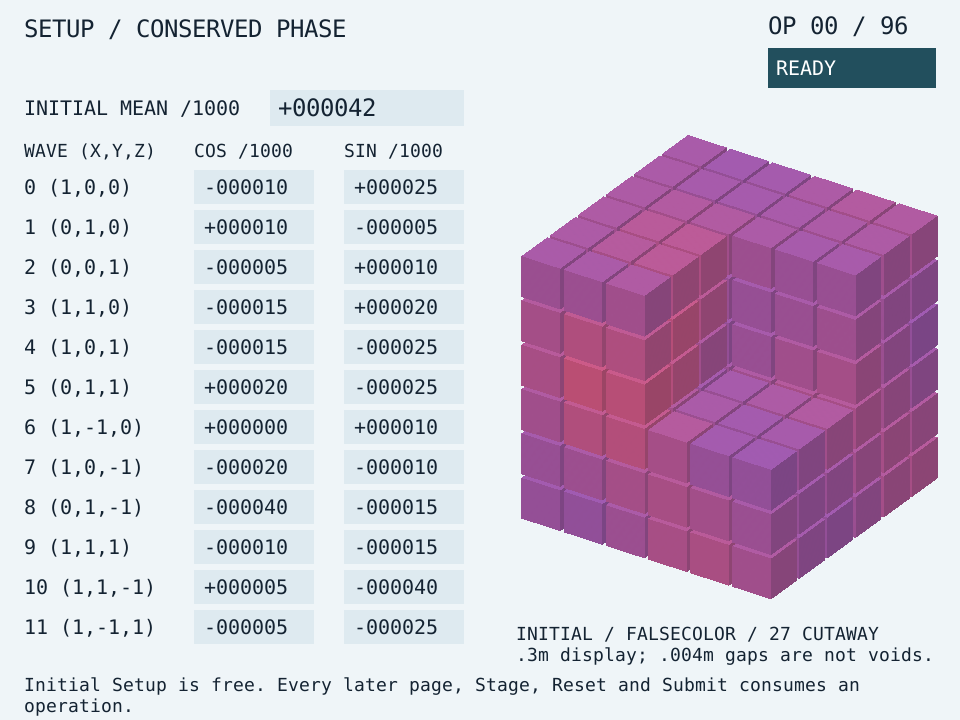 SETUP / CONSERVED PHASE
OP 00 / 96
READY
INITIAL MEAN /1000 +000042
WAVE (X,Y,Z) COS /1000 SIN /1000
0 (1,0,0) -000010 +000025
1 (0,1,0) +000010 -000005
2 (0,0,1) -000005 +000010
3 (1,1,0) -000015 +000020
4 (1,0,1) -000015 -000025
5 (0,1,1) +000020 -000025
6 (1,-1,0) +000000 +000010
7 (1,0,-1) -000020 -000010
8 (0,1,-1) -000040 -000015
9 (1,1,1) -000010 -000015
10 (1,1,-1) +000005 -000040
11 (1,-1,1) -000005 -000025
INITIAL / FALSECOLOR / 27 CUTAWAY
.3m display; .004m gaps are not voids.
Initial Setup is free. Every later page, Stage, Reset and Submit consumes an
operation.